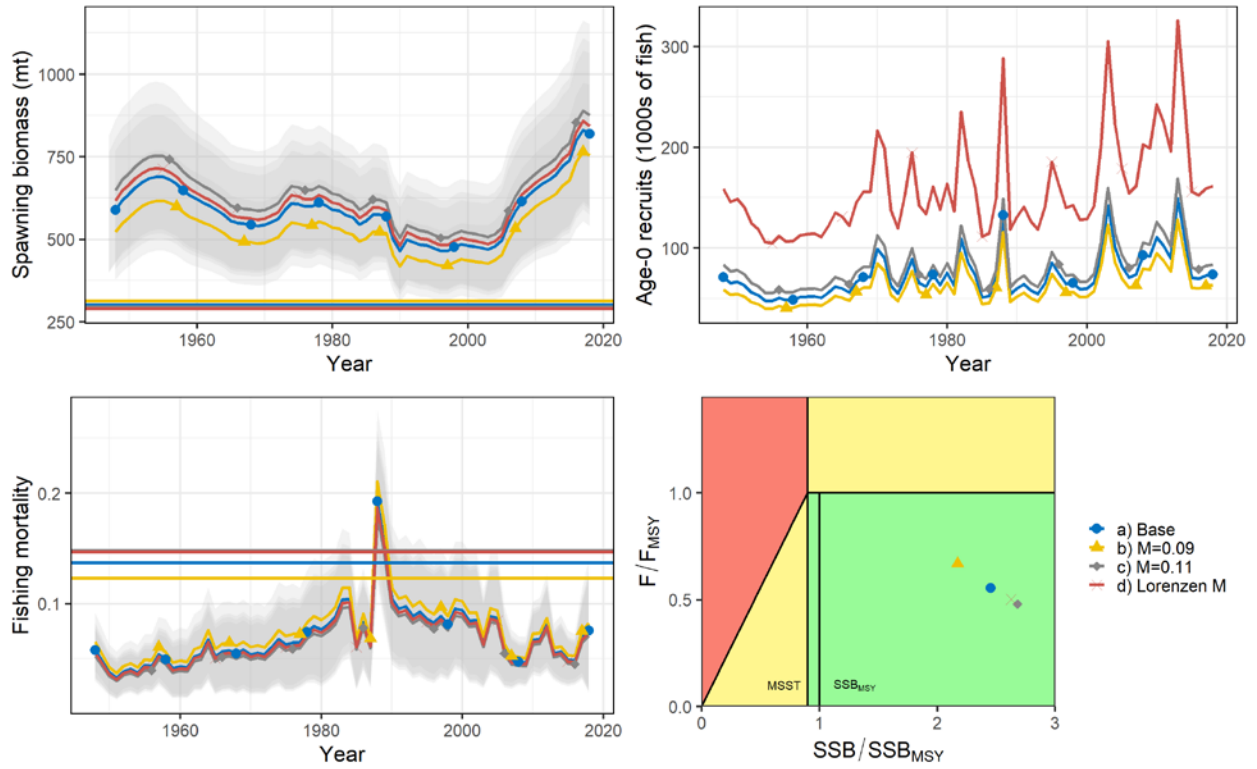 Spawning biomass (mt)
1000
750
500
250
1960
1980
2000
2020
Year
Age-0 recruits (1000s of fish)
300
200
100
1960
1980
2000
2020
Year
Fishing mortality
0.2
0.1
1960
1980
2000
2020
Year
F/F_MSY
1.0
0.5
0.0
MSST
SSB_MSY
0
1
2
3
SSB/SSB_MSY
a) Base
b) M=0.09
c) M=0.11
d) Lorenzen M